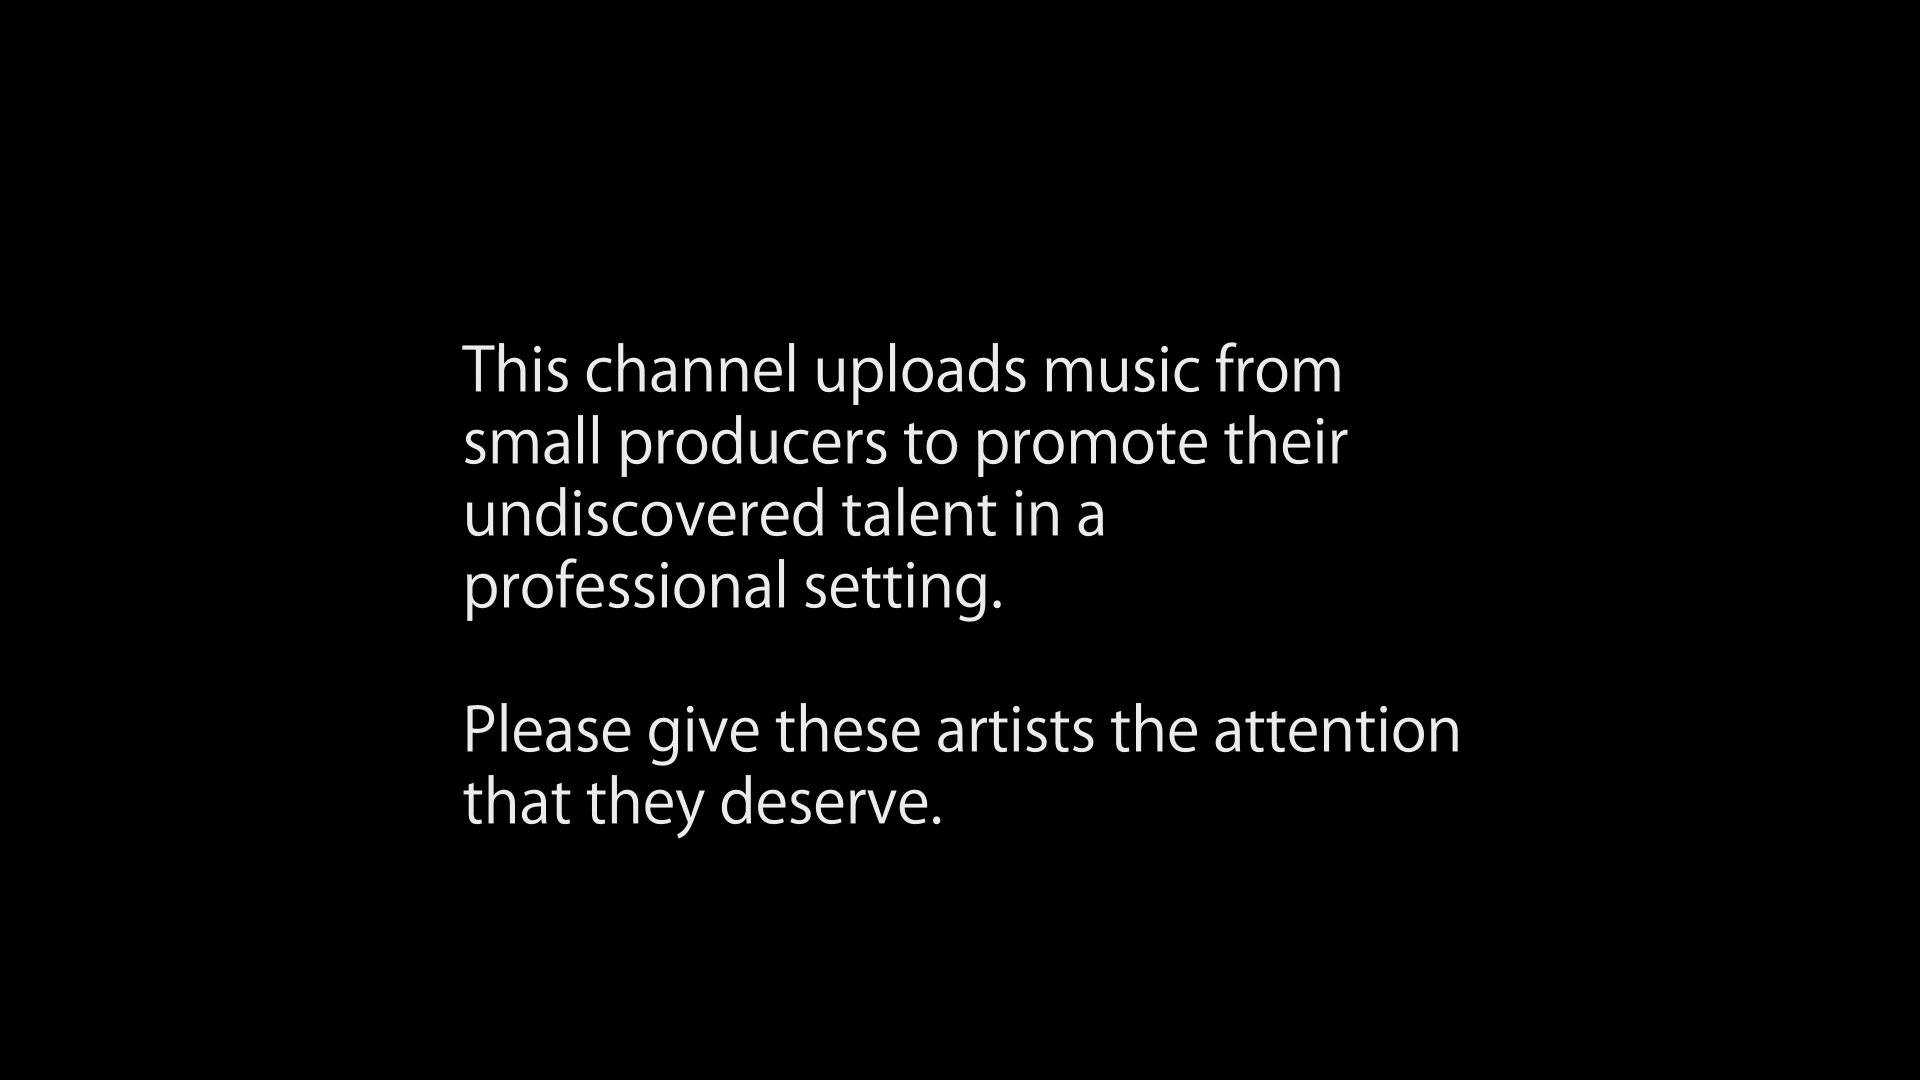 This channel uploads music from
small producers to promote their
undiscovered talent in a
professional setting.
Please give these artists the attention
that they deserve.